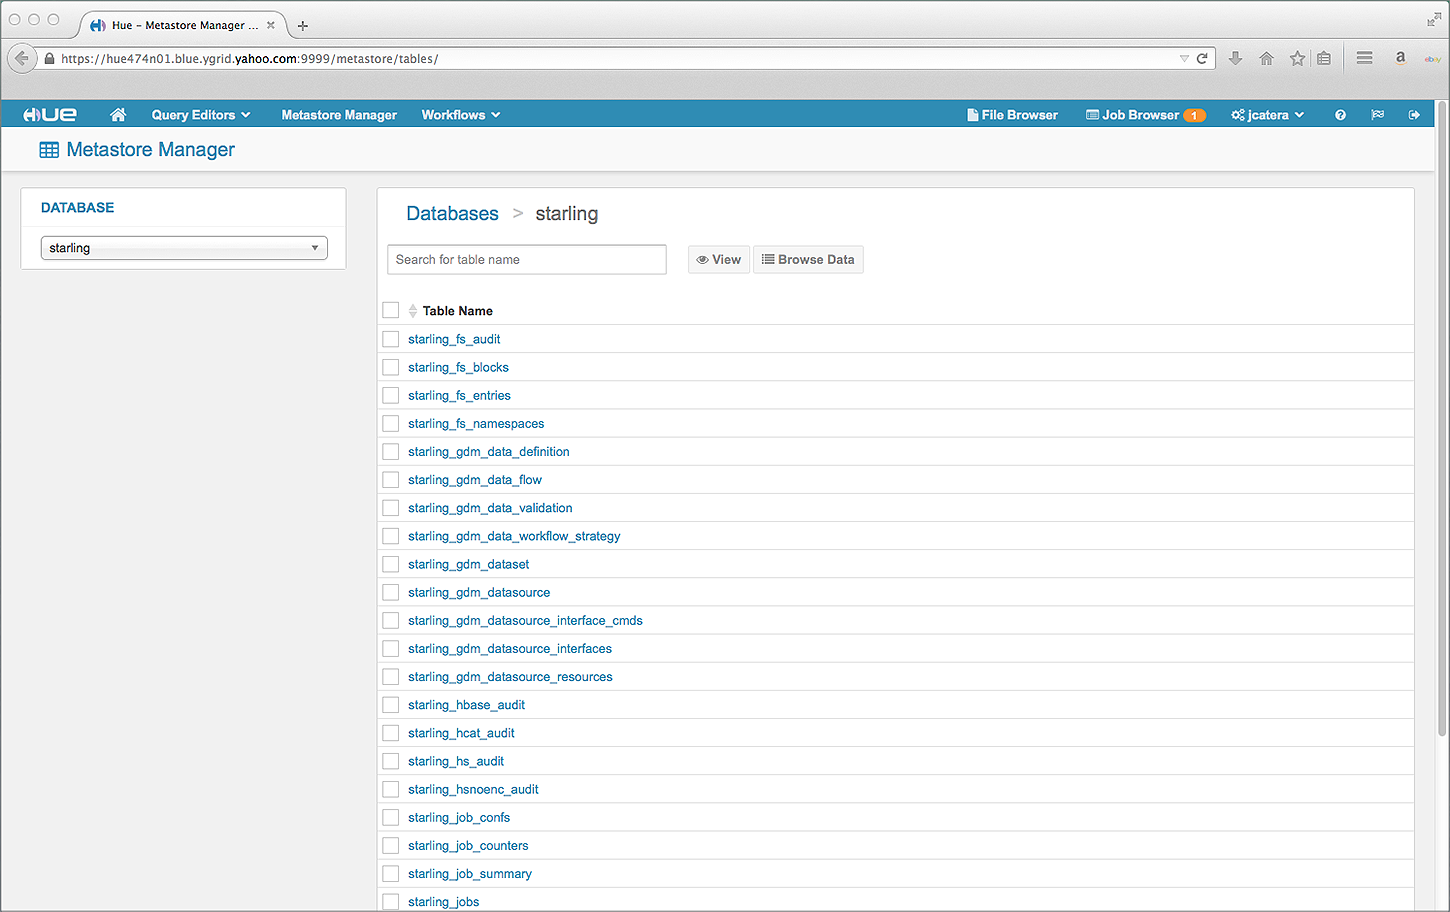 Hue - Metastore Manager ...
https://hue474n01.blue.ygrid.yahoo.com:9999/metastore/tables/
a
ebay
HUE Query Editors Metastore Manager Workflows File Browser Job Browser 1 jcatera ?
Metastore Manager
DATABASE
starling
Databases > starling
Search for table name View Browse Data
Table Name
starling_fs_audit
starling_fs_blocks
starling_fs_entries
starling_fs_namespaces
starling_gdm_data_definition
starling_gdm_data_flow
starling_gdm_data_validation
starling_gdm_data_workflow_strategy
starling_gdm_dataset
starling_gdm_datasource
starling_gdm_datasource_interface_cmds
starling_gdm_datasource_interfaces
starling_gdm_datasource_resources
starling_hbase_audit
starling_hcat_audit
starling_hs_audit
starling_hsnoenc_audit
starling_job_confs
starling_job_counters
starling_job_summary
starling_jobs